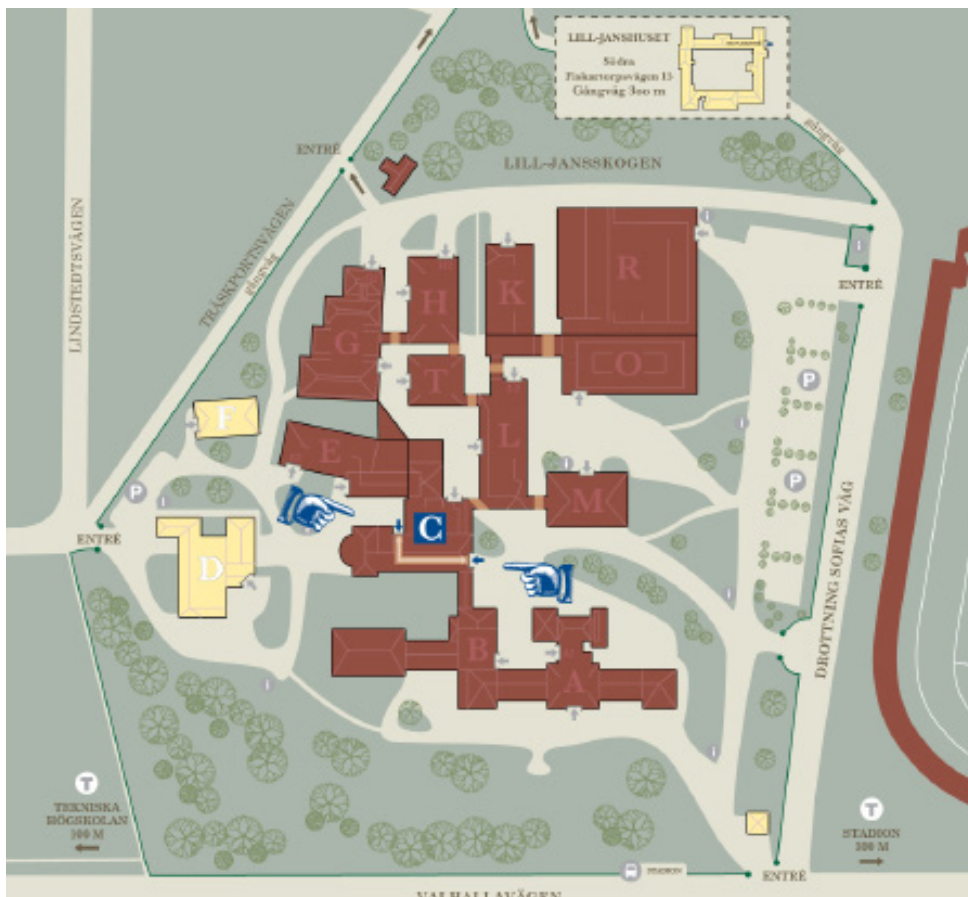 LILL-JANSHUSET
Södra
Fiskartorpsvägen 15
Gångväg 300 m
gångväg
ENTRÉ
LILL-JANSSKOGEN
LINDSTEDTSVÄGEN
TRÄSKPORTSVÄGEN
gångväg
R
i
i
ENTRÉ
I
H
K
G
T
O
P
F
E
L
i
i
M
P
P
i
C
ENTRÉ
D
DROTTNING SOFIAS VÄG
i
B
A
i
i
T
TEKNISKA
HÖGSKOLAN
100 M
T
STADION
300 M
STADION
ENTRÉ
VALHALLAVÄGEN